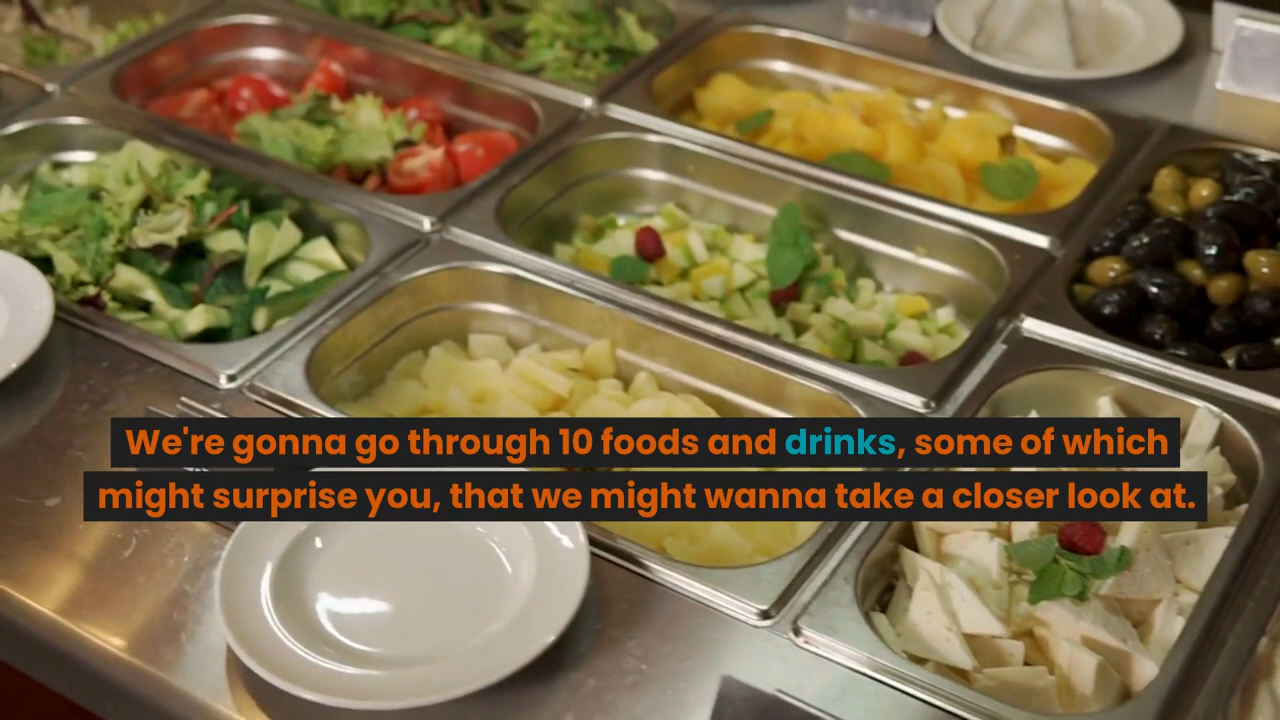 We're gonna go through 10 foods and drinks, some of which
might surprise you, that we might wanna take a closer look at.